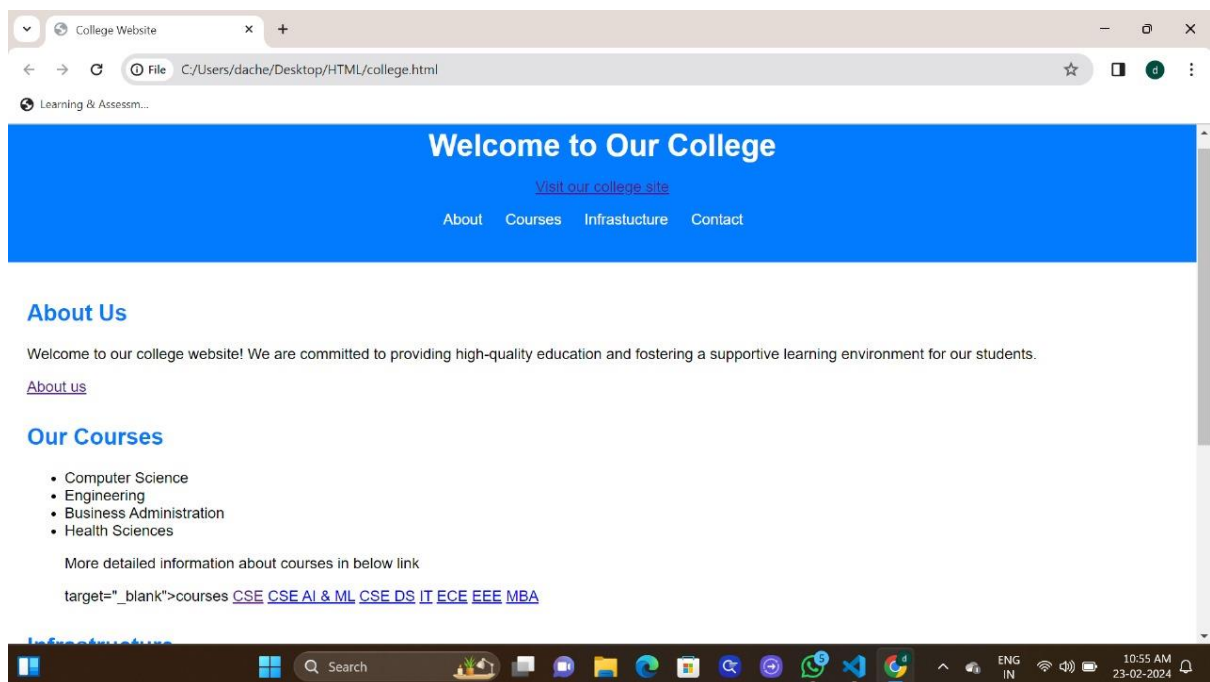 College Website
File C:/Users/dache/Desktop/HTML/college.html
d
Learning & Assessm...
Welcome to Our College
Visit our college site
About Courses Infrastucture Contact
About Us
Welcome to our college website! We are committed to providing high-quality education and fostering a supportive learning environment for our students.
About us
Our Courses
Computer Science
Engineering
Business Administration
Health Sciences
More detailed information about courses in below link
target="_blank">courses CSE CSE AI & ML CSE DS IT ECE EEE MBA
Infrastructure
Search
5
d
ENG
IN
10:55 AM
23-02-2024